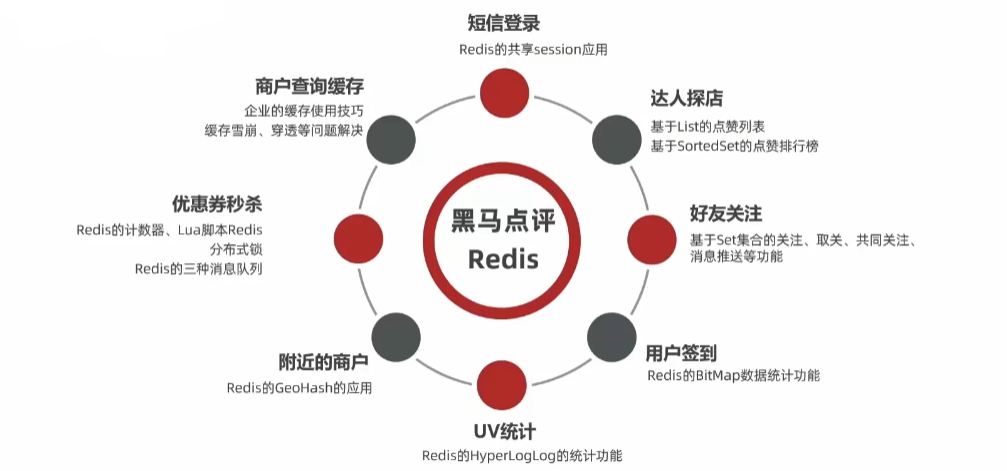 短信登录
Redis的共享session应用
商户查询缓存
企业的缓存使用技巧
缓存雪崩、穿透等问题解决
达人探店
基于List的点赞列表
基于SortedSet的点赞排行榜
优惠券秒杀
Redis的计数器、Lua脚本Redis
分布式锁
Redis的三种消息队列
黑马点评
Redis
好友关注
基于Set集合的关注、取关、共同关注、
消息推送等功能
附近的商户
Redis的GeoHash的应用
用户签到
Redis的BitMap数据统计功能
UV统计
Redis的HyperLogLog的统计功能